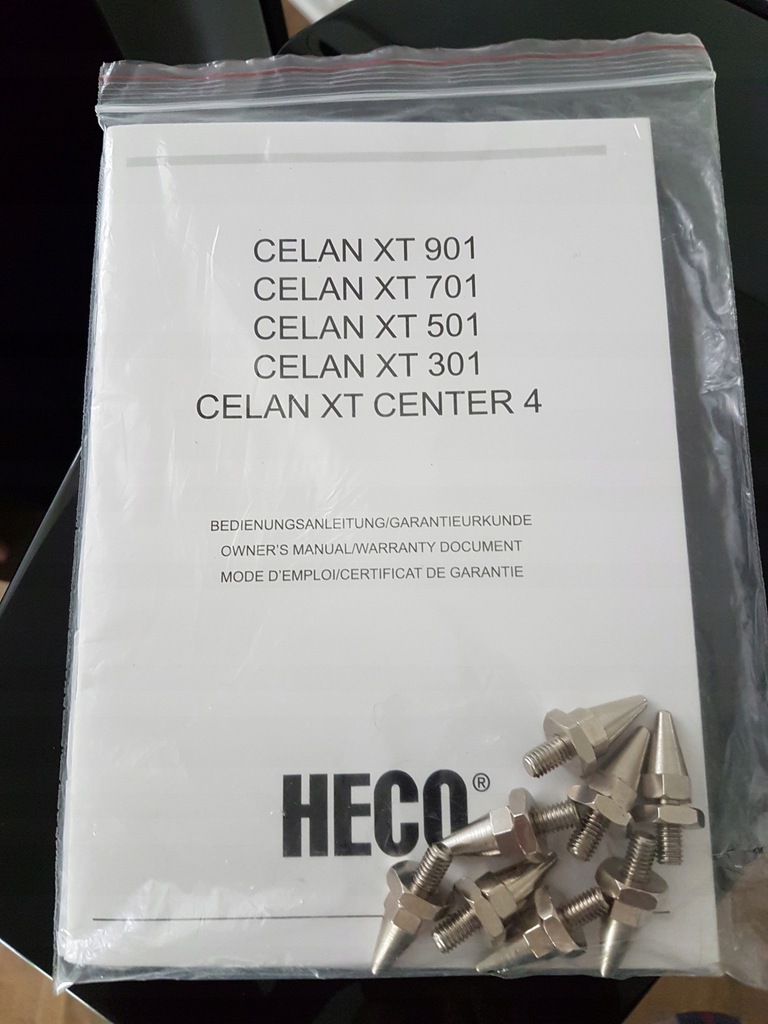 CELAN XT 901
CELAN XT 701
CELAN XT 501
CELAN XT 301
CELAN XT CENTER 4
BEDIENUNGSANLEITUNG/GARANTIEURKUNDE
OWNER'S MANUAL/WARRANTY DOCUMENT
MODE D'EMPLOI/CERTIFICAT DE GARANTIE
HECO®